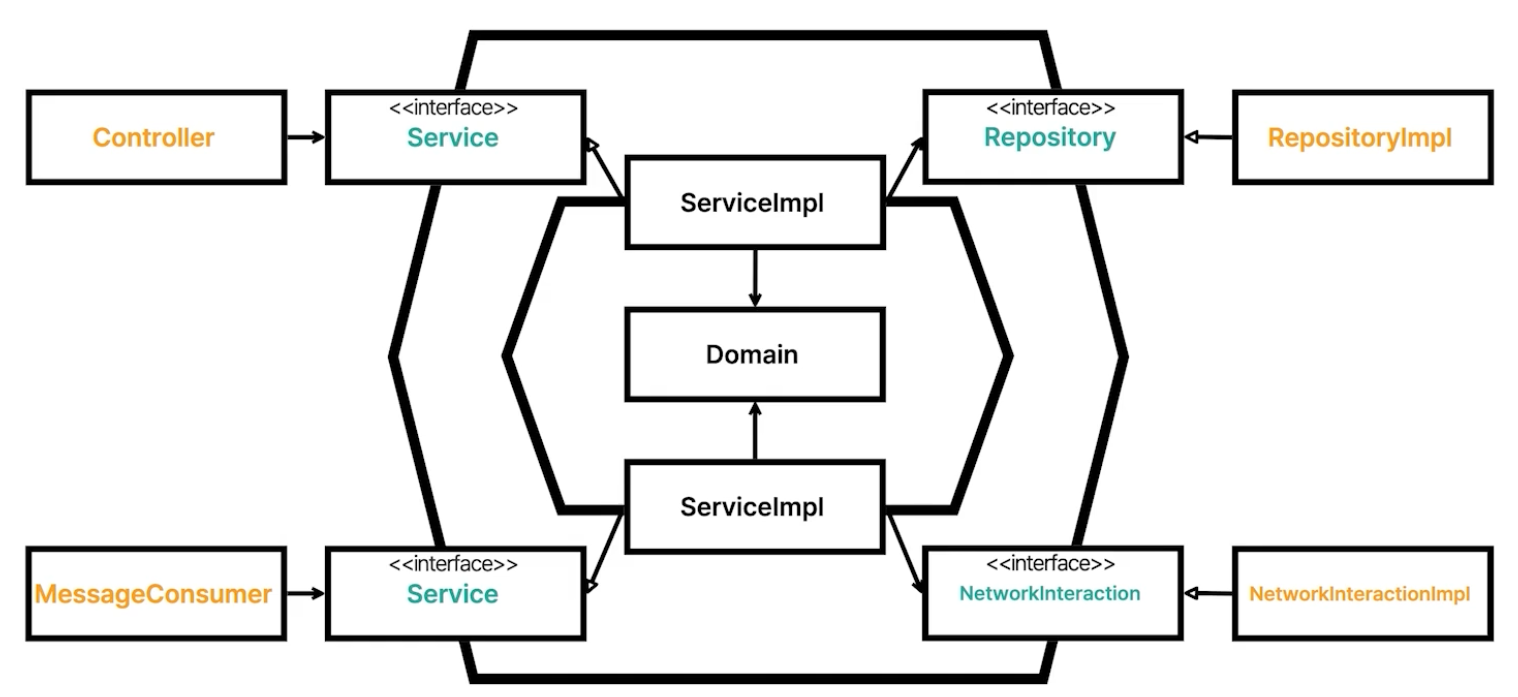 <<interface>>
<<interface>>
Controller
Service
Repository
RepositoryImpl
ServiceImpl
Domain
ServiceImpl
<<interface>>
<<interface>>
MessageConsumer
Service
NetworkInteraction
NetworkInteractionImpl